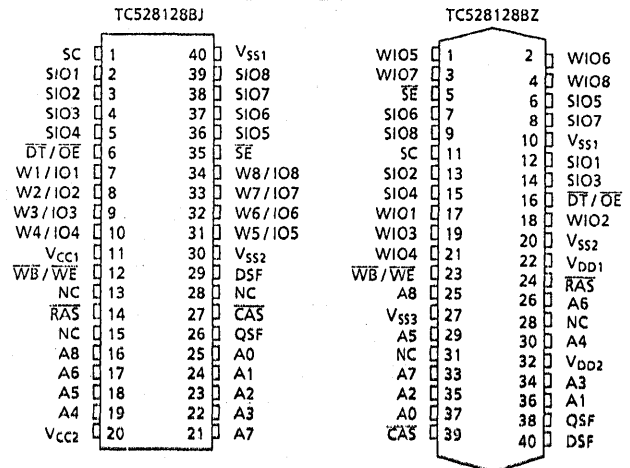 TC528128BJ
SC 1 40 VSS1
SIO1 2 39 SIO8
SIO2 3 38 SIO7
SIO3 4 37 SIO6
SIO4 5 36 SIO5
DT/OE 6 35 SE
W1/IO1 7 34 W8/IO8
W2/IO2 8 33 W7/IO7
W3/IO3 9 32 W6/IO6
W4/IO4 10 31 W5/IO5
VCC1 11 30 VSS2
WB/WE 12 29 DSF
NC 13 28 NC
RAS 14 27 CAS
NC 15 26 QSF
A8 16 25 A0
A6 17 24 A1
A5 18 23 A2
A4 19 22 A3
VCC2 20 21 A7
TC528128BZ
WIO5 1 2 WIO6
WIO7 3 4 WIO8
SE 5 6 SIO5
SIO6 7 8 SIO7
SIO8 9 10 VSS1
SC 11 12 SIO1
SIO2 13 14 SIO3
SIO4 15 16 DT/OE
WIO1 17 18 WIO2
WIO3 19 20 VSS2
WIO4 21 22 VDD1
WB/WE 23 24 RAS
A8 25 26 A6
VSS3 27 28 NC
A5 29 30 A4
NC 31 32 VDD2
A7 33 34 A3
A2 35 36 A1
A0 37 38 QSF
CAS 39 40 DSF